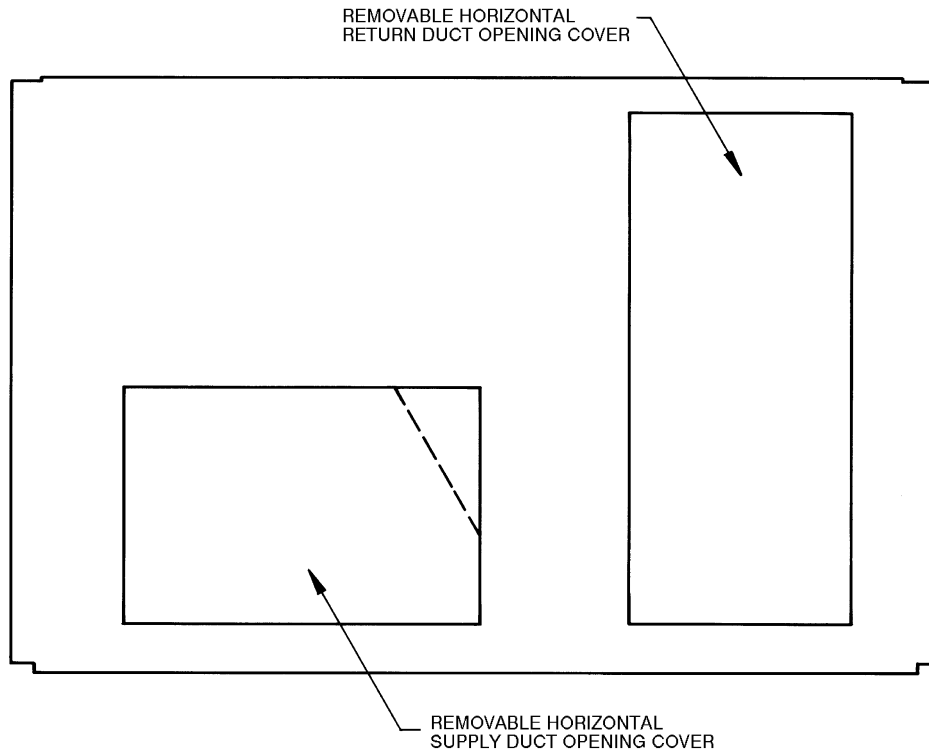 REMOVABLE HORIZONTAL
RETURN DUCT OPENING COVER
REMOVABLE HORIZONTAL
SUPPLY DUCT OPENING COVER